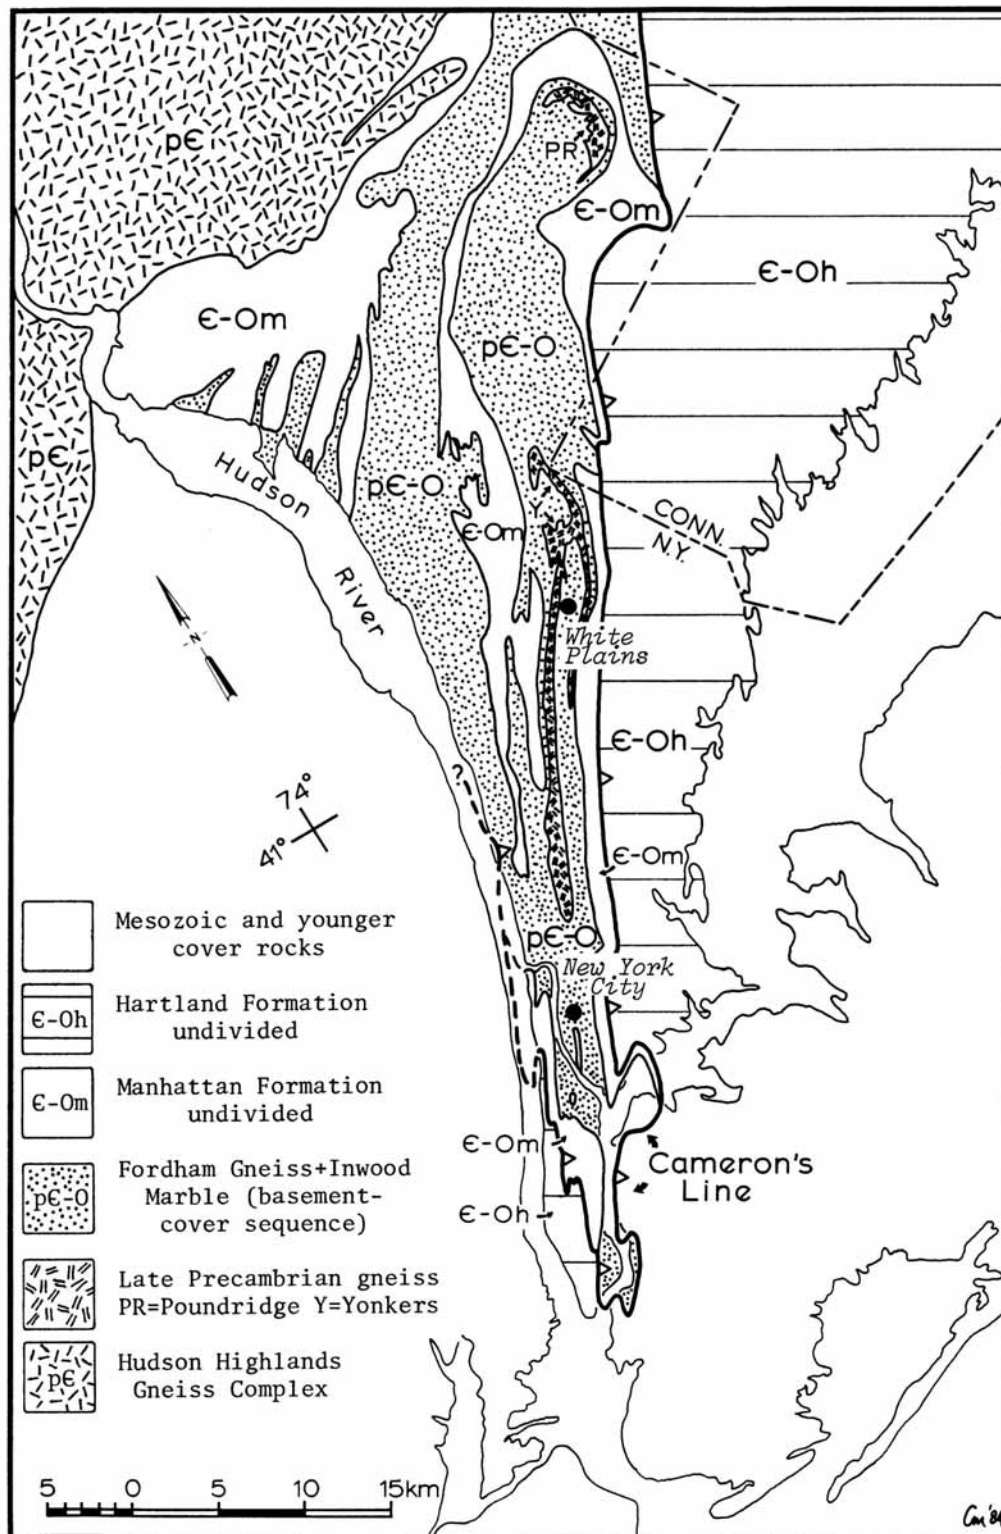 pЄ
PR
Є-Om
Є-Oh
Є-Om
pЄ-O
pЄ
Hudson
River
pЄ-O
Є-Om
Y
CONN.
N.Y.
White
Plains
N
Є-Oh
?
74°
41°
Є-Om
pЄ-O
New York
City
Mesozoic and younger
cover rocks
Є-Oh
Hartland Formation
undivided
Є-Om
Manhattan Formation
undivided
Є-Om
Cameron's
Line
Є-Oh
pЄ-O
Fordham Gneiss+Inwood
Marble (basement-
cover sequence)
Late Precambrian gneiss
PR=Poundridge Y=Yonkers
pЄ
Hudson Highlands
Gneiss Complex
5 0 5 10 15km